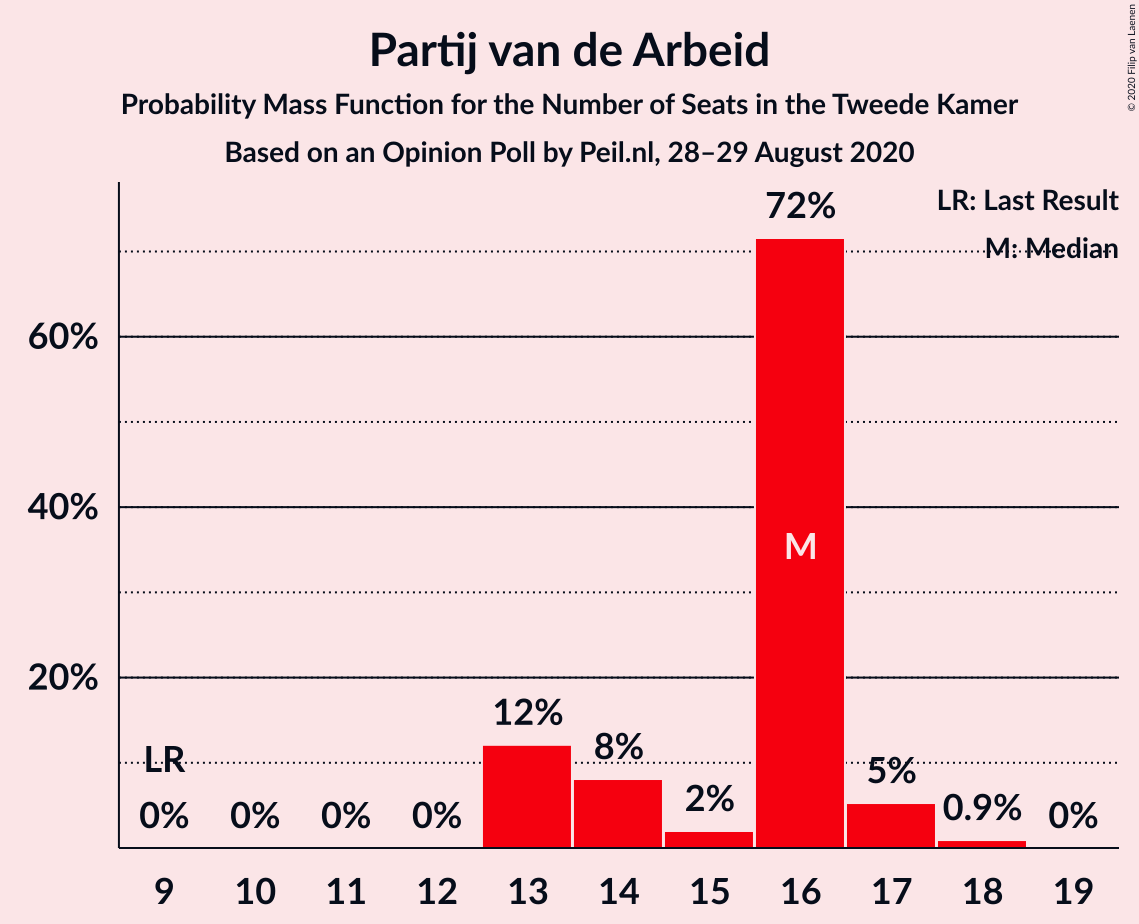 Partij van de Arbeid
Probability Mass Function for the Number of Seats in the Tweede Kamer
Based on an Opinion Poll by Peil.nl, 28–29 August 2020
© 2020 Filip van Laenen
LR: Last Result
M: Median
72%
60%
40%
M
20%
12%
8%
LR
5%
2%
0.9%
0% 0% 0% 0% 0%
9 10 11 12 13 14 15 16 17 18 19